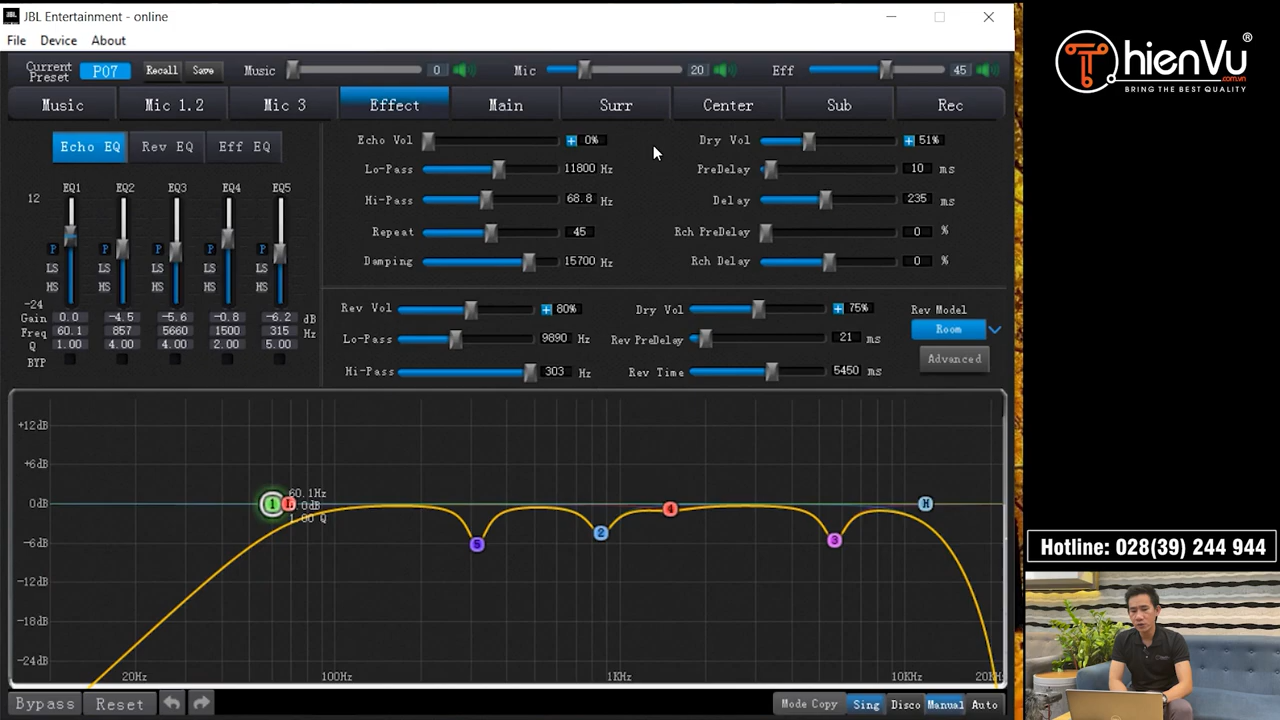 JBL Entertainment - online
File Device About
Current Preset P07 Recall Save Music 0 Mic 20 Eff 45
Music Mic 1.2 Mic 3 Effect Main Surr Center Sub Rec
Echo EQ Rev EQ Eff EQ
EQ1 EQ2 EQ3 EQ4 EQ5
12
P P P P P
LS LS LS LS LS
HS HS HS HS HS
-24
Gain 0.0 -4.5 -5.6 -0.8 -6.2 dB
Freq 60.1 857 5660 1500 315 Hz
Q 1.00 4.00 4.00 2.00 5.00
BYP
Echo Vol 0% Dry Vol 51%
Lo-Pass 11800 Hz PreDelay 10 ms
Hi-Pass 68.8 Hz Delay 235 ms
Repeat 45 Rch PreDelay 0 %
Damping 15700 Hz Rch Delay 0 %
Rev Vol 80% Dry Vol 75% Rev Model
Room
Lo-Pass 9890 Hz Rev PreDelay 21 ms
Advanced
Hi-Pass 303 Hz Rev Time 5450 ms
+12dB
+6dB
0dB
-6dB
-12dB
-18dB
-24dB
60.1Hz
0.0dB
1.00 Q
1 5 2 4 3 H
20Hz 100Hz 1KHz 10KHz 20KHz
Bypass Reset Mode Copy Sing Disco Manual Auto
ThienVu®
.com.vn
BRING THE BEST QUALITY
Hotline: 028(39) 244 944